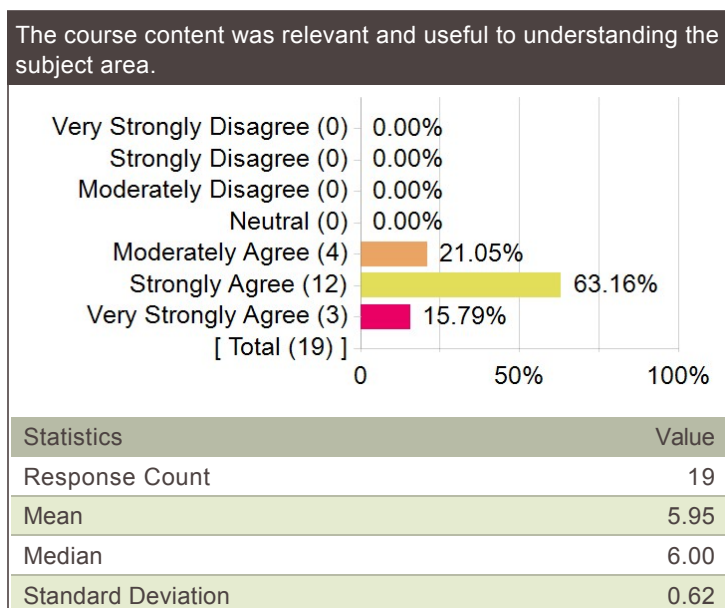 The course content was relevant and useful to understanding the
subject area.
Very Strongly Disagree (0) 0.00%
Strongly Disagree (0) 0.00%
Moderately Disagree (0) 0.00%
Neutral (0) 0.00%
Moderately Agree (4) 21.05%
Strongly Agree (12) 63.16%
Very Strongly Agree (3) 15.79%
[ Total (19) ]
0 50% 100%
Statistics Value
Response Count 19
Mean 5.95
Median 6.00
Standard Deviation 0.62